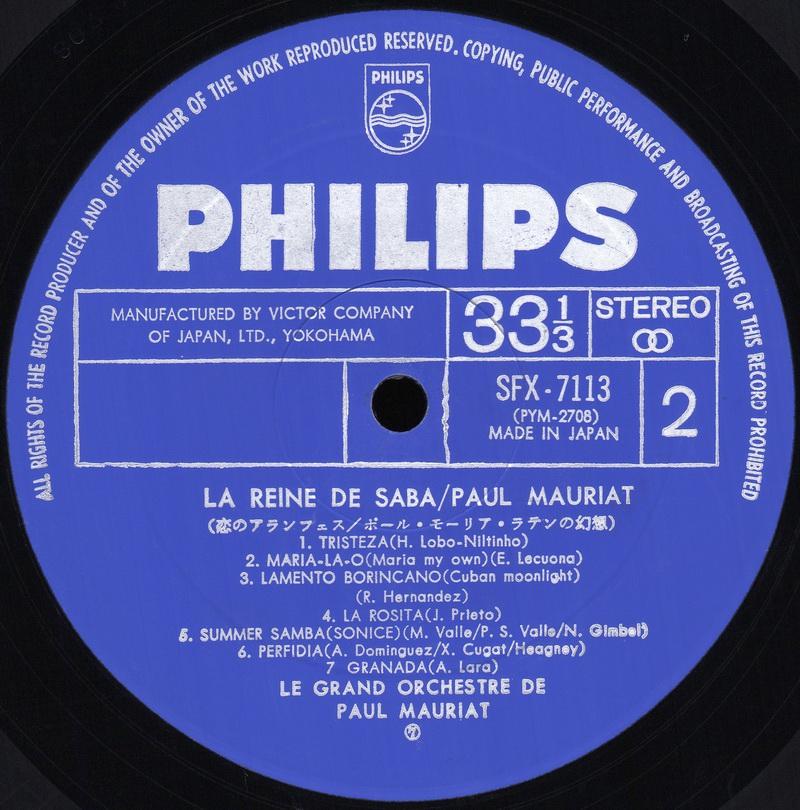 ALL RIGHTS OF THE RECORD PRODUCER AND OF THE OWNER OF THE WORK REPRODUCED RESERVED. COPYING, PUBLIC PERFORMANCE AND BROADCASTING OF THIS RECORD PROHIBITED
PHILIPS
PHILIPS
MANUFACTURED BY VICTOR COMPANY
OF JAPAN, LTD., YOKOHAMA
33 1/3
STEREO
SFX-7113
(PYM-2708)
MADE IN JAPAN
2
LA REINE DE SABA/PAUL MAURIAT
(恋のアランフェス/ポール・モーリア・ラテンの幻想)
1. TRISTEZA(H. Lobo-Niltinho)
2. MARIA-LA-O(Maria my own)(E. Lecuona)
3. LAMENTO BORINCANO(Cuban moonlight)
(R. Hernandez)
4. LA ROSITA(J. Prieto)
5. SUMMER SAMBA(SONICE)(M. Valle/P. S. Valls/N. Gimbel)
6. PERFIDIA(A. Dominguez/X. Cugat/Heagney)
7 GRANADA(A. Lara)
LE GRAND ORCHESTRE DE
PAUL MAURIAT